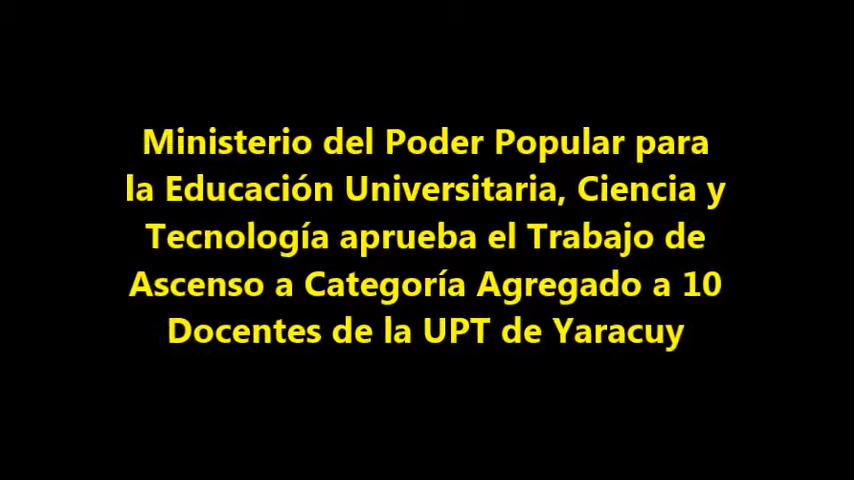 Ministerio del Poder Popular para
la Educación Universitaria, Ciencia y
Tecnología aprueba el Trabajo de
Ascenso a Categoría Agregado a 10
Docentes de la UPT de Yaracuy